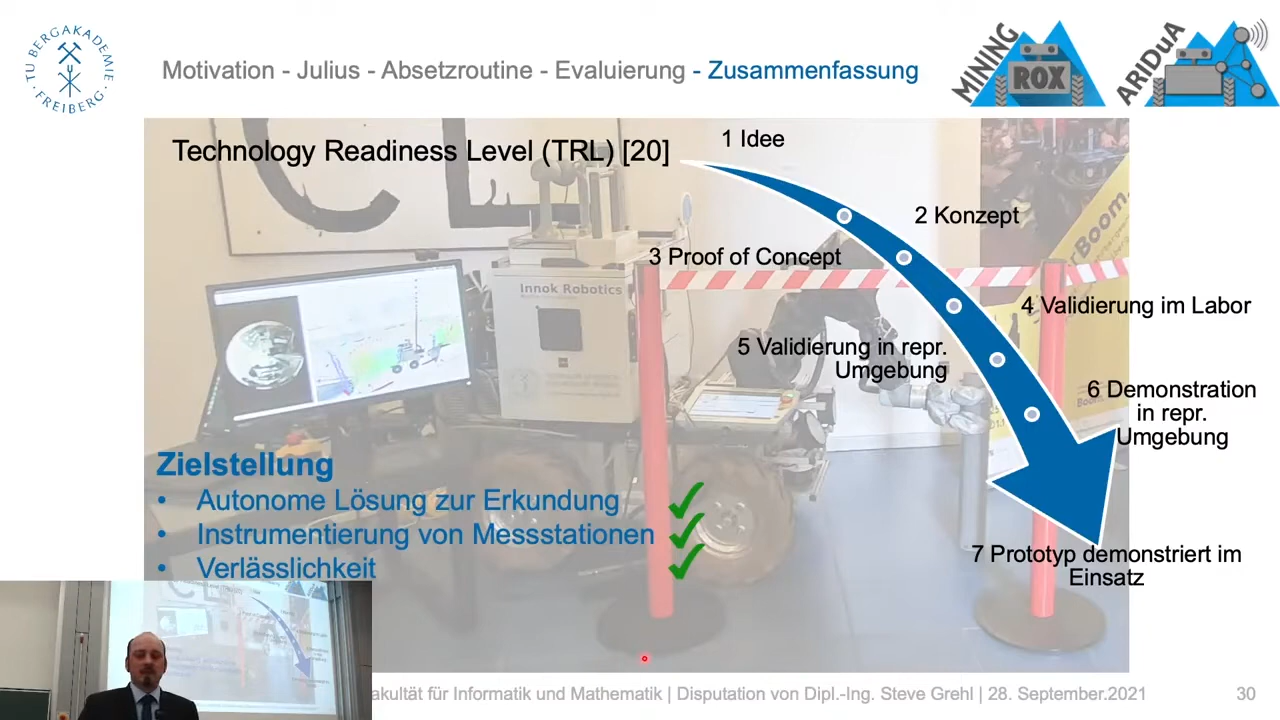 TU BERGAKADEMIE
FREIBERG
Motivation - Julius - Absetzroutine - Evaluierung - Zusammenfassung
MINING
ROX
ARIDuA
Technology Readiness Level (TRL) [20]
1 Idee
2 Konzept
3 Proof of Concept
4 Validierung im Labor
5 Validierung in repr.
Umgebung
6 Demonstration
in repr.
Umgebung
7 Prototyp demonstriert im
Einsatz
Innok Robotics
Zielstellung
• Autonome Lösung zur Erkundung
• Instrumentierung von Messstationen
• Verlässlichkeit
akultät für Informatik und Mathematik | Disputation von Dipl.-Ing. Steve Grehl | 28. September.2021
30